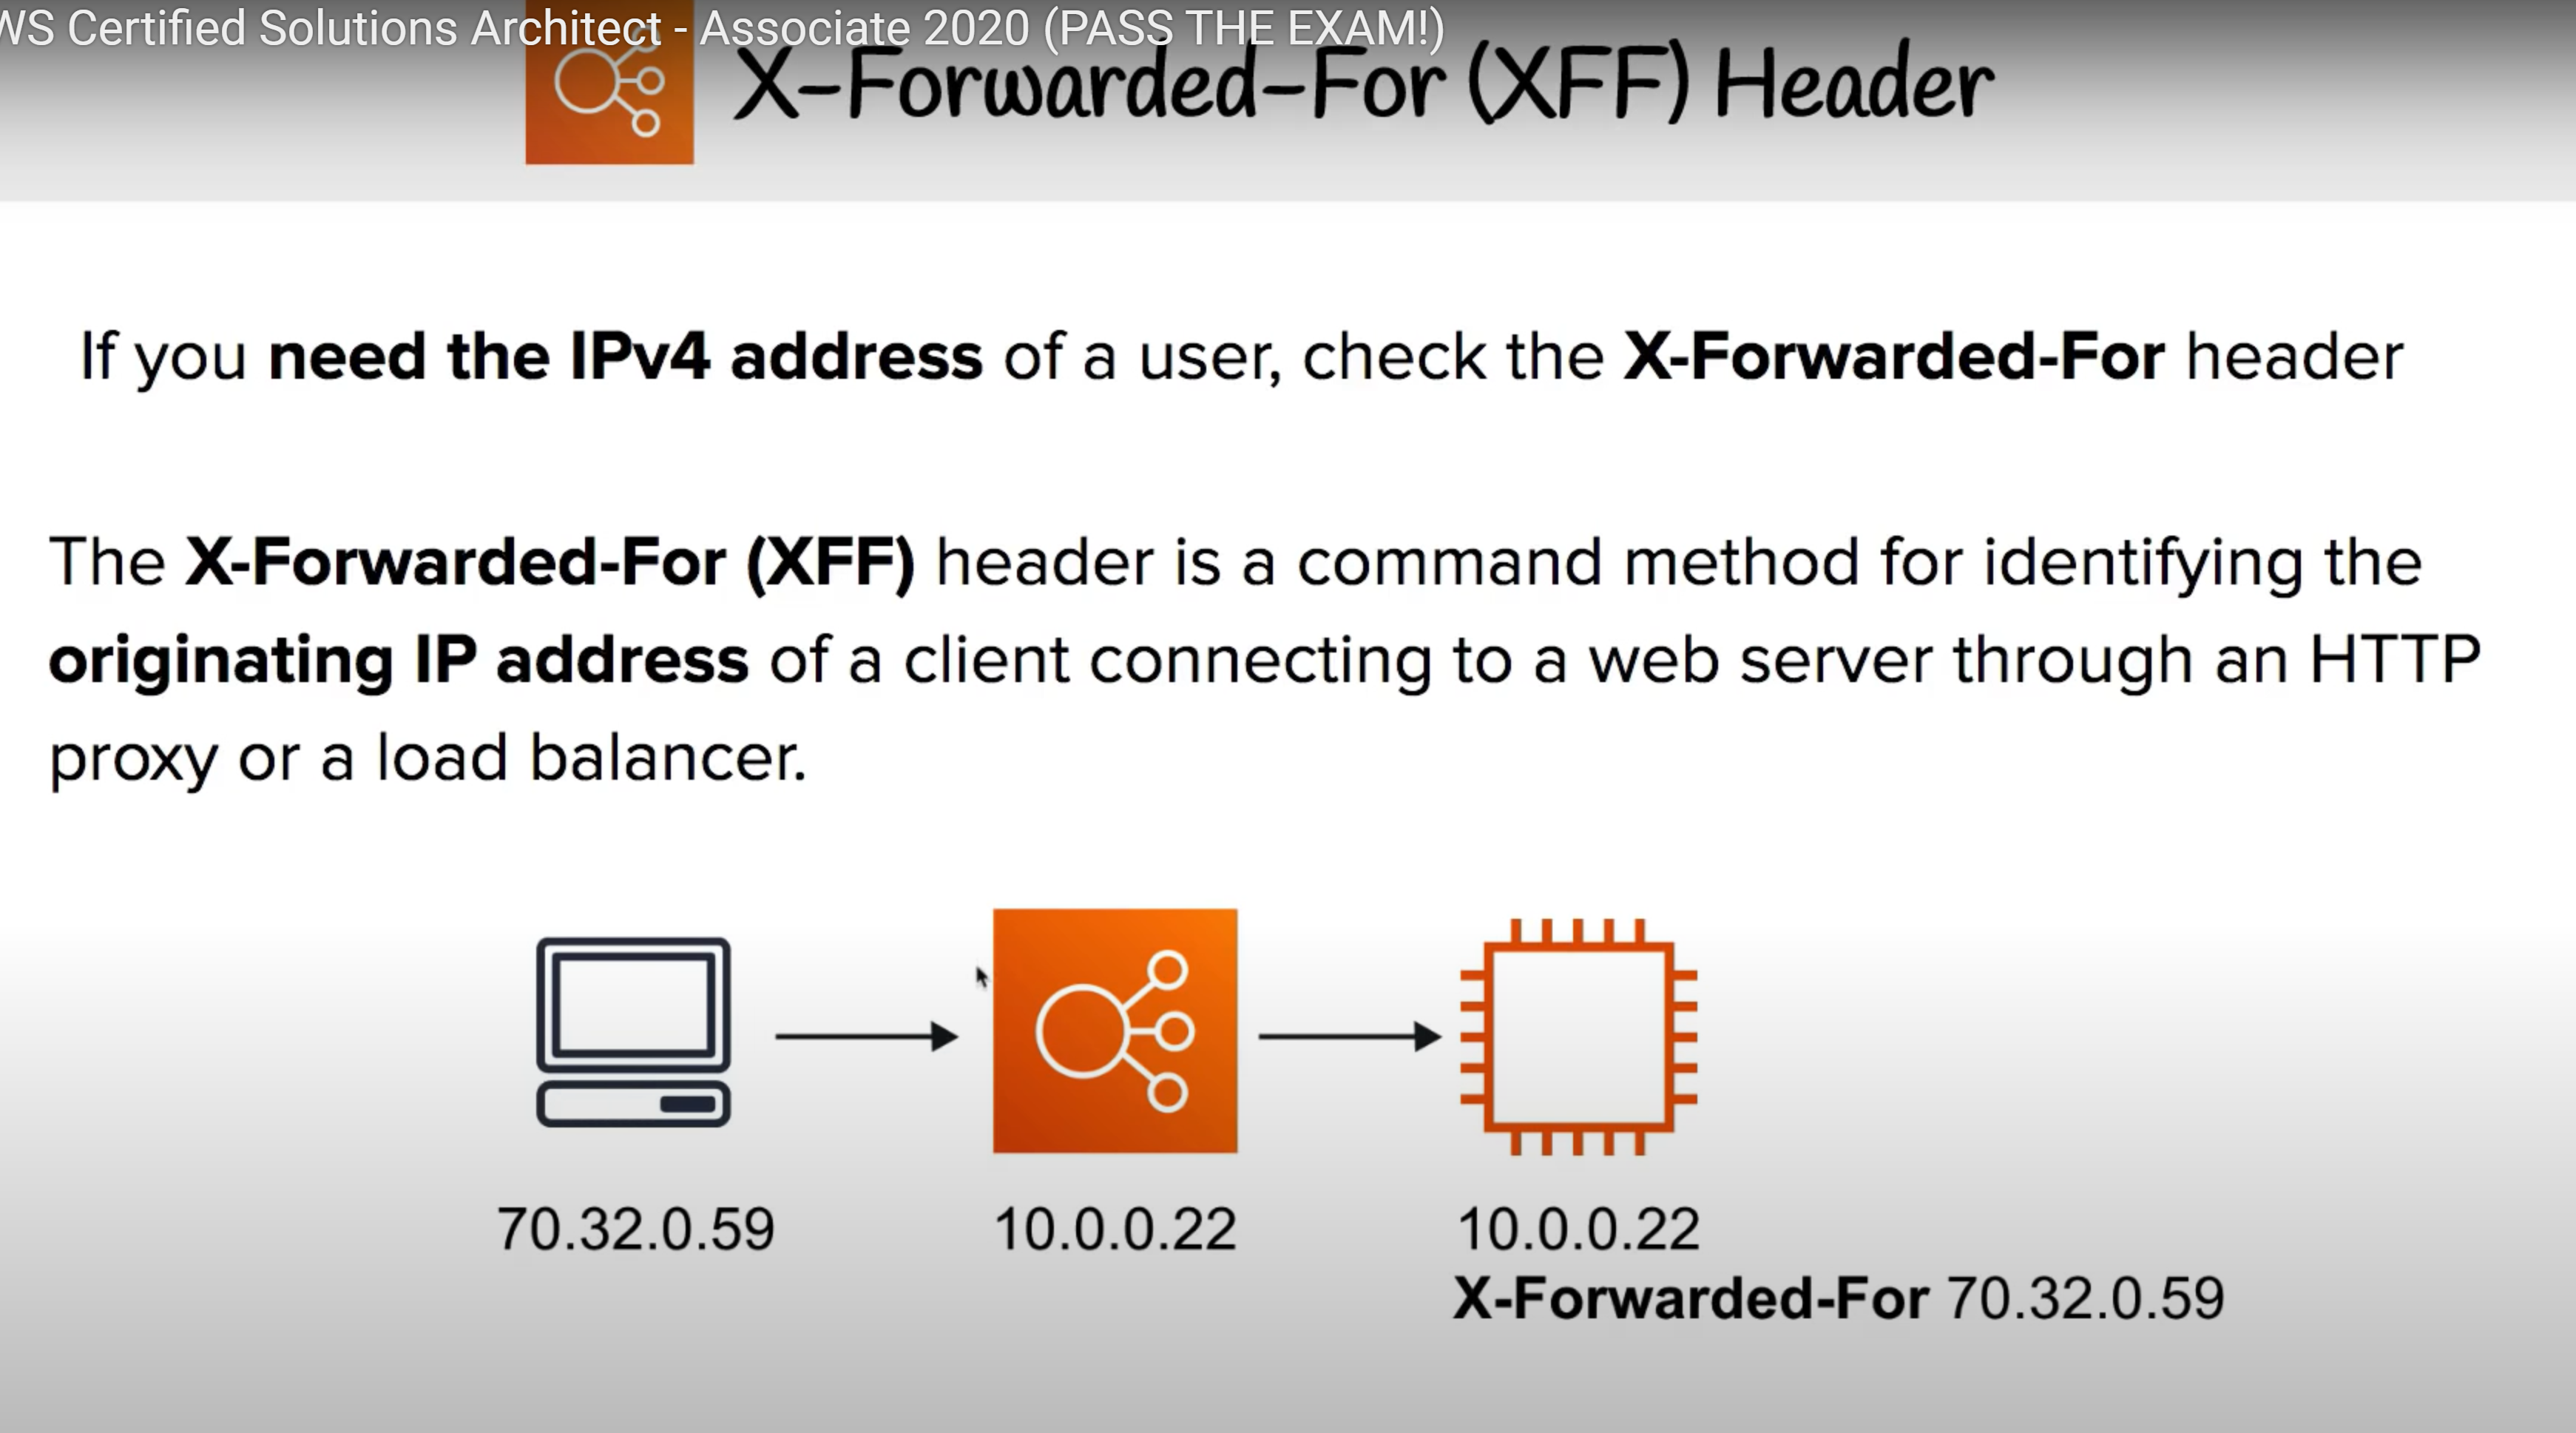 WS Certified Solutions Architect - Associate 2020 (PASS THE EXAM!)
X-Forwarded-For (XFF) Header
If you need the IPv4 address of a user, check the X-Forwarded-For header
The X-Forwarded-For (XFF) header is a command method for identifying the
originating IP address of a client connecting to a web server through an HTTP
proxy or a load balancer.
70.32.0.59
10.0.0.22
10.0.0.22
X-Forwarded-For 70.32.0.59